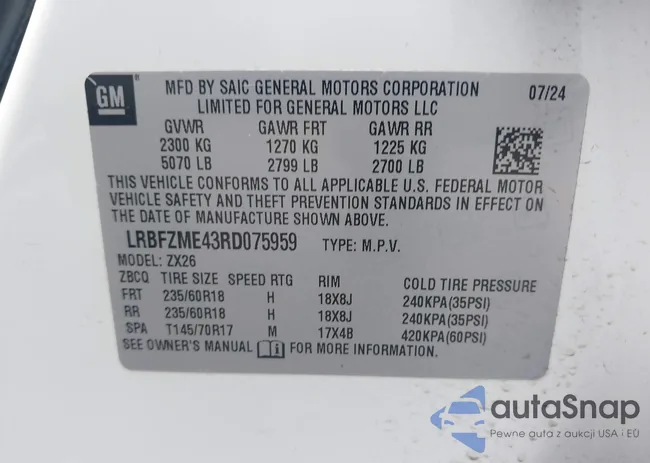 GM
MFD BY SAIC GENERAL MOTORS CORPORATION 07/24
LIMITED FOR GENERAL MOTORS LLC
GVWR GAWR FRT GAWR RR
2300 KG 1270 KG 1225 KG
5070 LB 2799 LB 2700 LB
THIS VEHICLE CONFORMS TO ALL APPLICABLE U.S. FEDERAL MOTOR
VEHICLE SAFETY AND THEFT PREVENTION STANDARDS IN EFFECT ON
THE DATE OF MANUFACTURE SHOWN ABOVE.
LRBFZME43RD075959 TYPE: M.P.V.
MODEL: ZX26
ZBCQ TIRE SIZE SPEED RTG RIM COLD TIRE PRESSURE
FRT 235/60R18 H 18X8J 240KPA(35PSI)
RR 235/60R18 H 18X8J 240KPA(35PSI)
SPA T145/70R17 M 17X4B 420KPA(60PSI)
SEE OWNER'S MANUAL FOR MORE INFORMATION.
autaSnap
Pewne auta z aukcji USA i EU